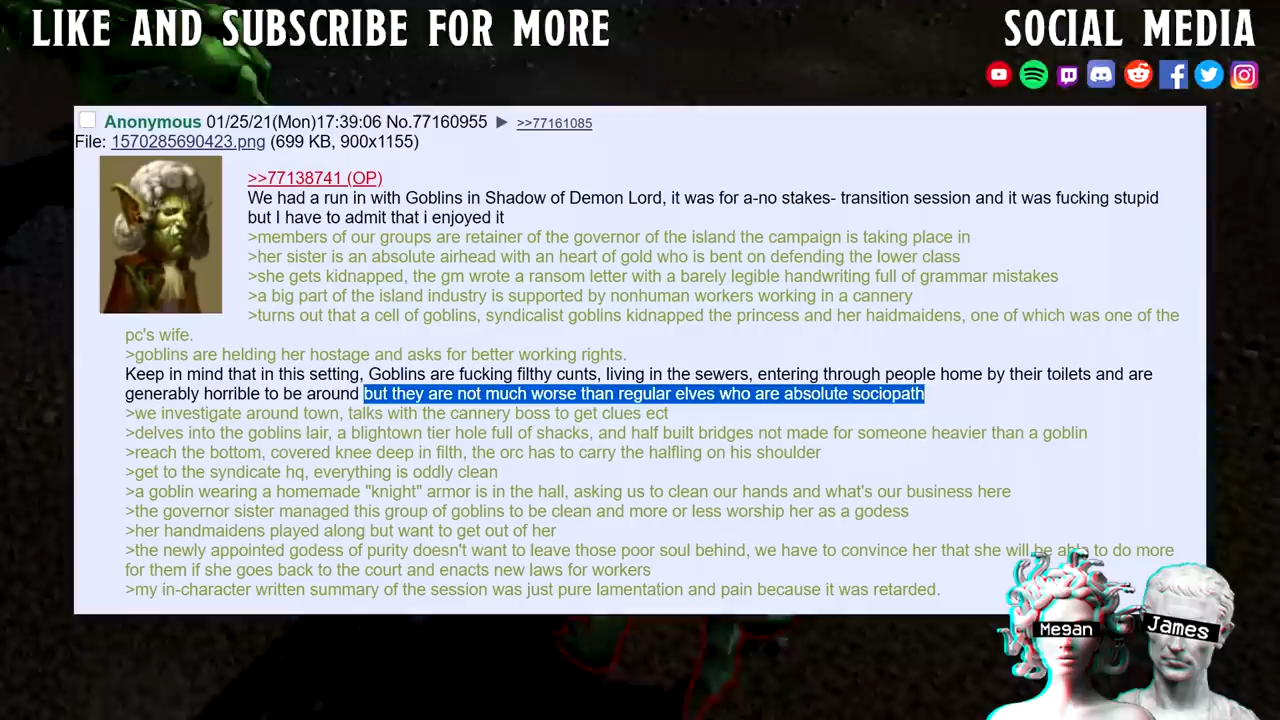 LIKE AND SUBSCRIBE FOR MORE
SOCIAL MEDIA
Anonymous 01/25/21(Mon)17:39:06 No.77160955 ▶ >>77161085
File: 1570285690423.png (699 KB, 900x1155)
>>77138741 (OP)
We had a run in with Goblins in Shadow of Demon Lord, it was for a-no stakes- transition session and it was fucking stupid
but I have to admit that i enjoyed it
>members of our groups are retainer of the governor of the island the campaign is taking place in
>her sister is an absolute airhead with an heart of gold who is bent on defending the lower class
>she gets kidnapped, the gm wrote a ransom letter with a barely legible handwriting full of grammar mistakes
>a big part of the island industry is supported by nonhuman workers working in a cannery
>turns out that a cell of goblins, syndicalist goblins kidnapped the princess and her haidmaidens, one of which was one of the
pc's wife.
>goblins are helding her hostage and asks for better working rights.
Keep in mind that in this setting, Goblins are fucking filthy cunts, living in the sewers, entering through people home by their toilets and are
generably horrible to be around but they are not much worse than regular elves who are absolute sociopath
>we investigate around town, talks with the cannery boss to get clues ect
>delves into the goblins lair, a blightown tier hole full of shacks, and half built bridges not made for someone heavier than a goblin
>reach the bottom, covered knee deep in filth, the orc has to carry the halfling on his shoulder
>get to the syndicate hq, everything is oddly clean
>a goblin wearing a homemade "knight" armor is in the hall, asking us to clean our hands and what's our business here
>the governor sister managed this group of goblins to be clean and more or less worship her as a godess
>her handmaidens played along but want to get out of her
>the newly appointed godess of purity doesn't want to leave those poor soul behind, we have to convince her that she will be able to do more
for them if she goes back to the court and enacts new laws for workers
>my in-character written summary of the session was just pure lamentation and pain because it was retarded.
Megan
James